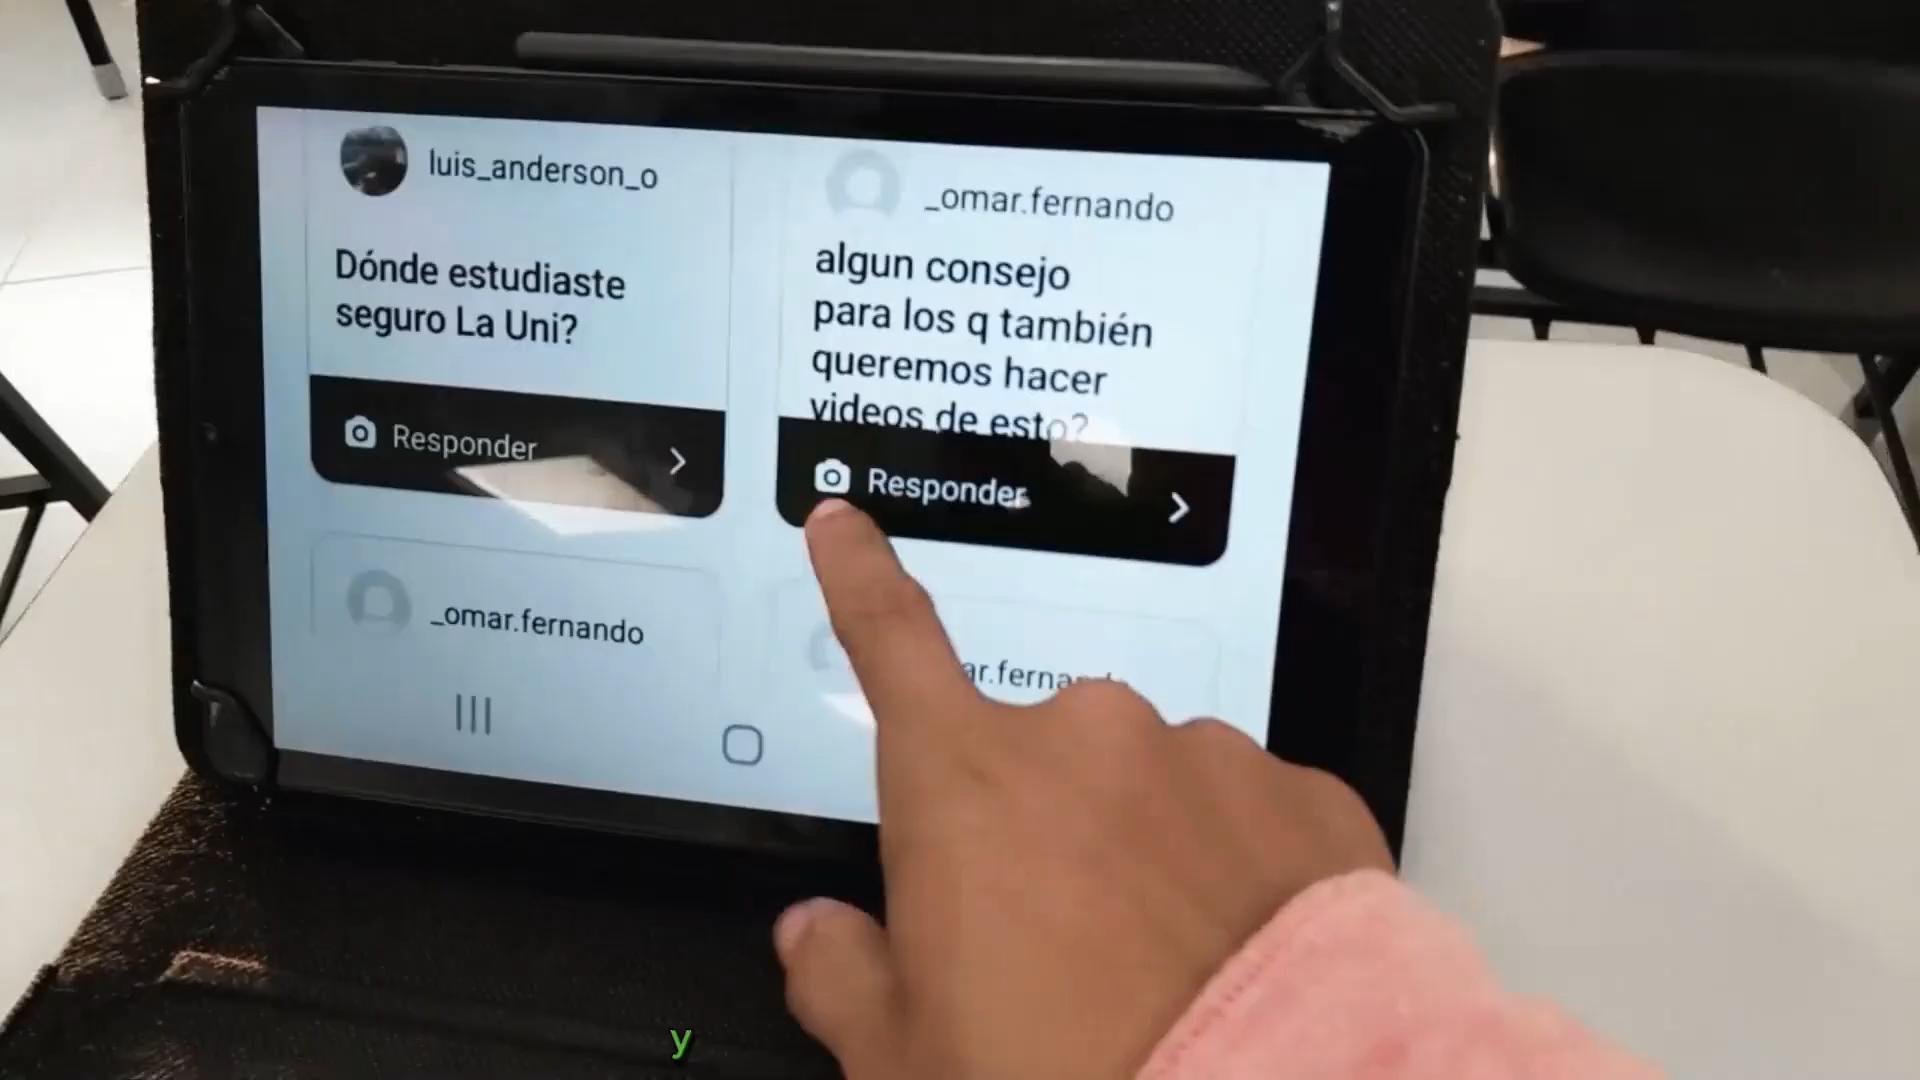 luis_anderson_o
Dónde estudiaste
seguro La Uni?
Responder
_omar.fernando
algun consejo
para los q también
queremos hacer
videos de esto?
Responder
_omar.fernando
y